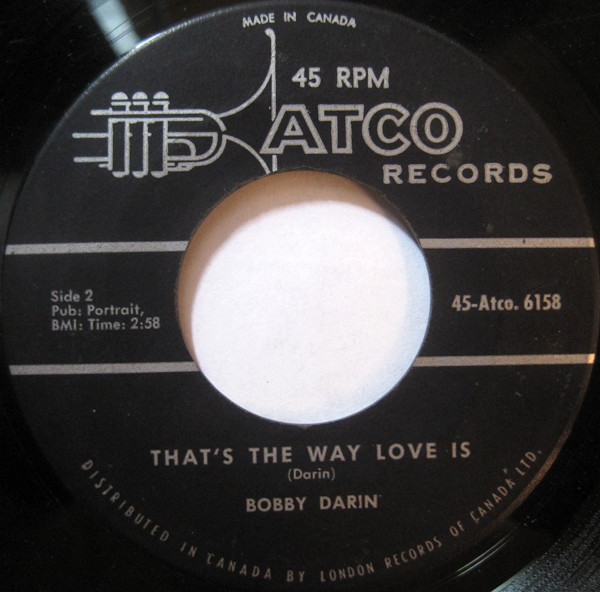 MADE IN CANADA
45 RPM
ATCO
RECORDS
Side 2
Pub: Portrait,
BMI: Time: 2:58
45-Atco. 6158
THAT'S THE WAY LOVE IS
(Darin)
BOBBY DARIN
DISTRIBUTED IN CANADA BY LONDON RECORDS OF CANADA LTD.